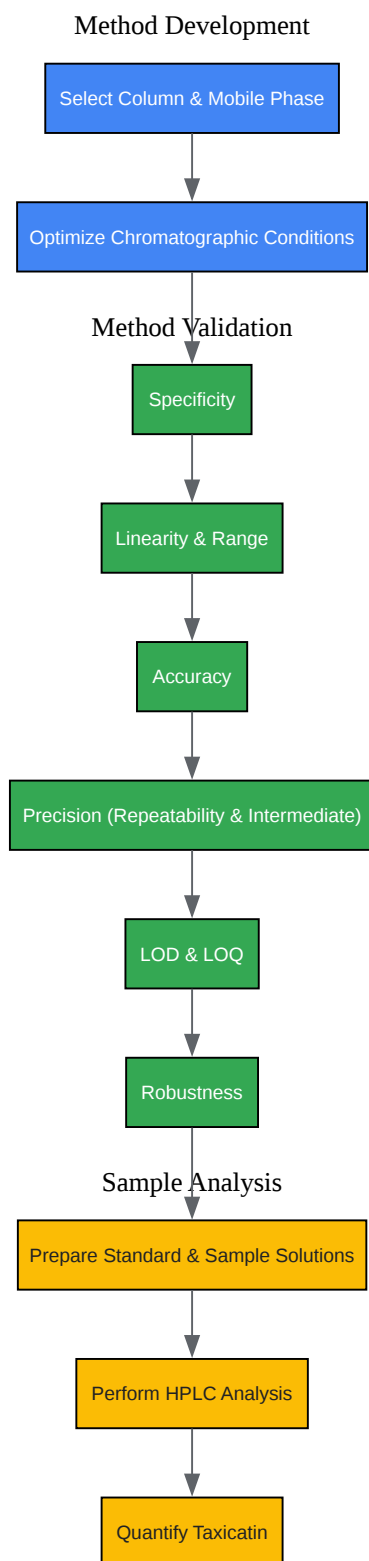 Method Development
Select Column & Mobile Phase
Optimize Chromatographic Conditions
Method Validation
Specificity
Linearity & Range
Accuracy
Precision (Repeatability & Intermediate)
LOD & LOQ
Robustness
Sample Analysis
Prepare Standard & Sample Solutions
Perform HPLC Analysis
Quantify Taxicatin